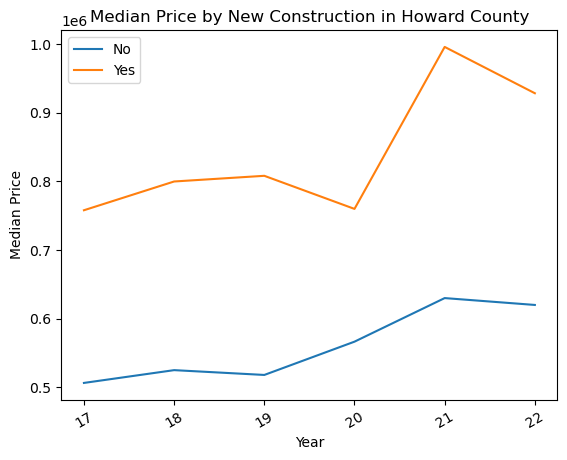 Median Price by New Construction in Howard County
1e6
No
Yes
1.0
0.9
0.8
0.7
0.6
0.5
Median Price
17 18 19 20 21 22
Year